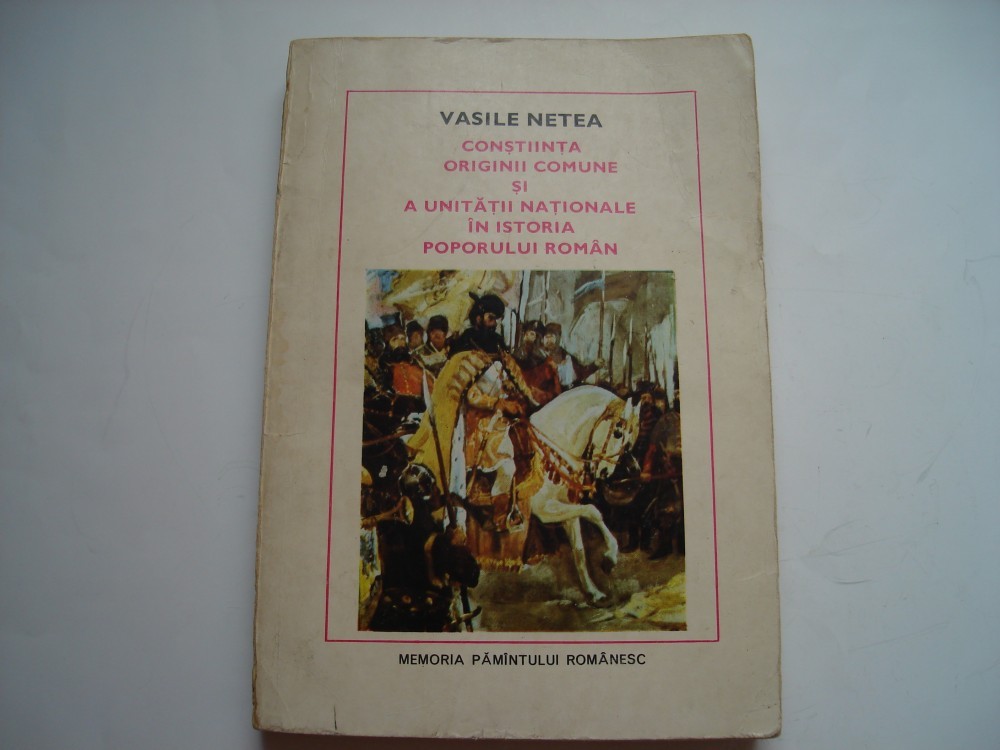 VASILE NETEA
CONȘTIINȚA
ORIGINII COMUNE
ȘI
A UNITĂȚII NAȚIONALE
ÎN ISTORIA
POPORULUI ROMÂN
MEMORIA PĂMÎNTULUI ROMÂNESC